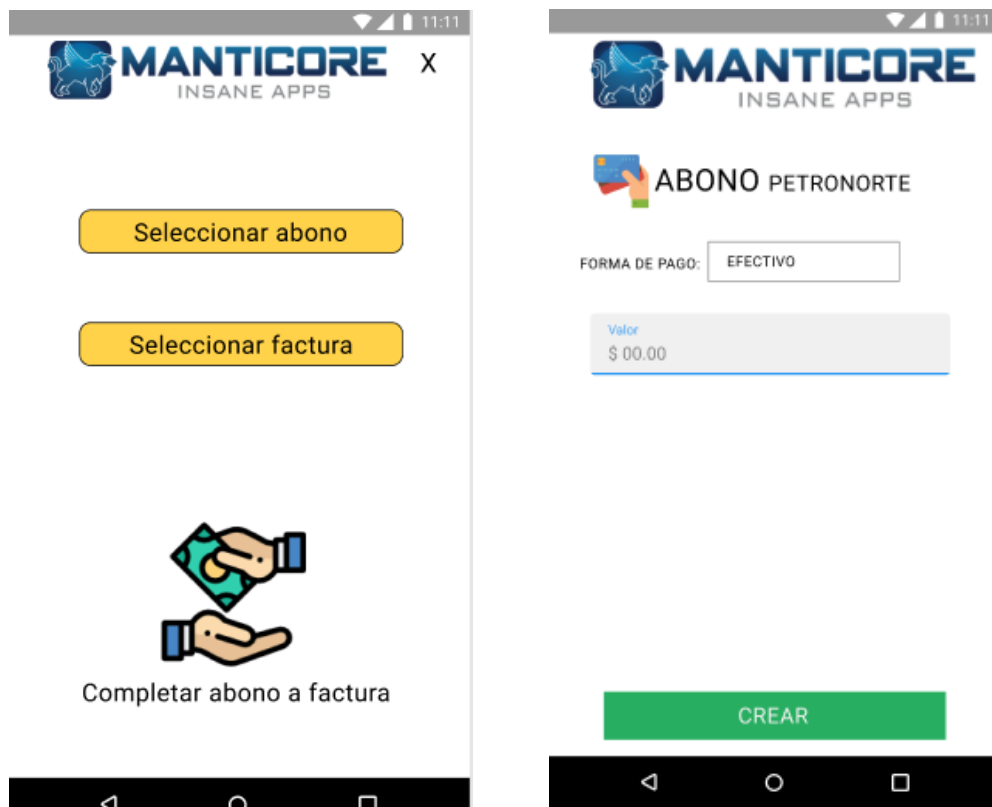 11:11
MANTICORE
INSANE APPS
X
Seleccionar abono
Seleccionar factura
Completar abono a factura
11:11
MANTICORE
INSANE APPS
ABONO PETRONORTE
FORMA DE PAGO: EFECTIVO
Valor
$ 00.00
CREAR